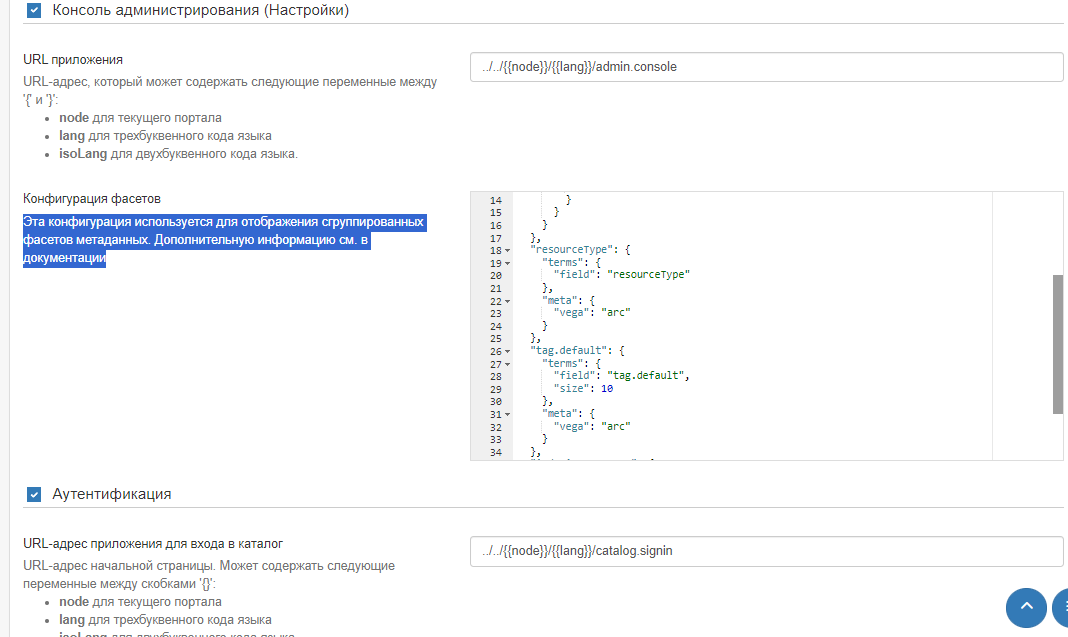 Консоль администрирования (Настройки)
URL приложения
../../{{node}}/{{lang}}/admin.console
URL-адрес, который может содержать следующие переменные между
'{' и '}':
node для текущего портала
lang для трехбуквенного кода языка
isoLang для двухбуквенного кода языка.
Конфигурация фасетов
Эта конфигурация используется для отображения сгруппированных
фасетов метаданных. Дополнительную информацию см. в
документации
14 }
15 }
16 }
17 },
18 "resourceType": {
19 "terms": {
20 "field": "resourceType"
21 },
22 "meta": {
23 "vega": "arc"
24 }
25 },
26 "tag.default": {
27 "terms": {
28 "field": "tag.default",
29 "size": 10
30 },
31 "meta": {
32 "vega": "arc"
33 }
34 },
Аутентификация
URL-адрес приложения для входа в каталог
../../{{node}}/{{lang}}/catalog.signin
URL-адрес начальной страницы. Может содержать следующие
переменные между скобками '{}':
node для текущего портала
lang для трехбуквенного кода языка
isoLang для двухбуквенного кода языка